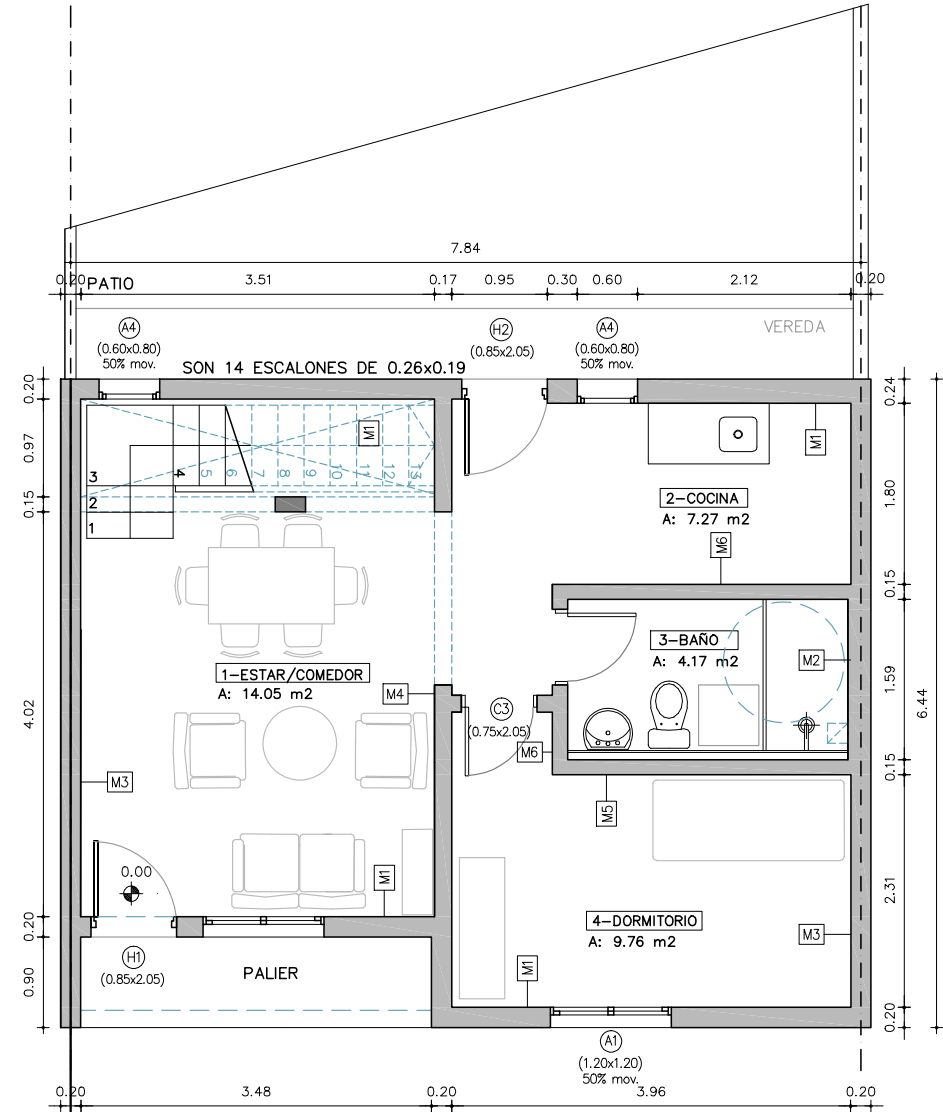 7.84
0.20
PATIO
3.51
0.17
0.95
0.30
0.60
2.12
0.20
A4
(0.60x0.80)
50% mov.
H2
(0.85x2.05)
A4
(0.60x0.80)
50% mov.
VEREDA
SON 14 ESCALONES DE 0.26x0.19
0.20
0.97
0.15
4.02
0.20
0.90
0.24
1.80
0.15
1.59
0.15
2.31
0.20
6.44
1
2
3
4
5
6
7
8
9
10
11
12
13
M1
M1
2-COCINA
A: 7.27 m2
M6
3-BAÑO
A: 4.17 m2
M2
1-ESTAR/COMEDOR
A: 14.05 m2
M4
C3
(0.75x2.05)
M6
M3
M5
0.00
M1
4-DORMITORIO
A: 9.76 m2
M3
M1
H1
(0.85x2.05)
PALIER
A1
(1.20x1.20)
50% mov.
0.20
3.48
0.20
3.96
0.20